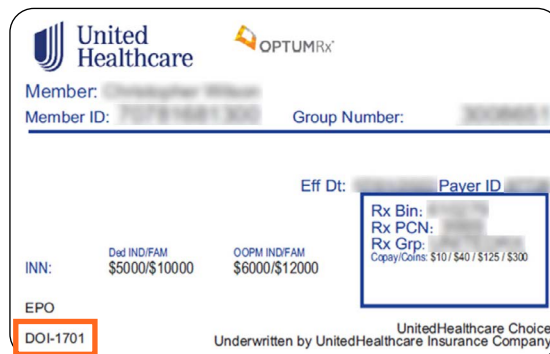 United
Healthcare
OPTUMRx
Member:
Member ID:
Group Number:
Eff Dt:
Payer ID
Rx Bin:
Rx PCN:
Rx Grp:
Copay/Coins: $10 / $40 / $125 / $300
Ded IND/FAM
OOPM IND/FAM
INN:
$5000/$10000
$6000/$12000
EPO
DOI-1701
UnitedHealthcare Choice
Underwritten by UnitedHealthcare Insurance Company